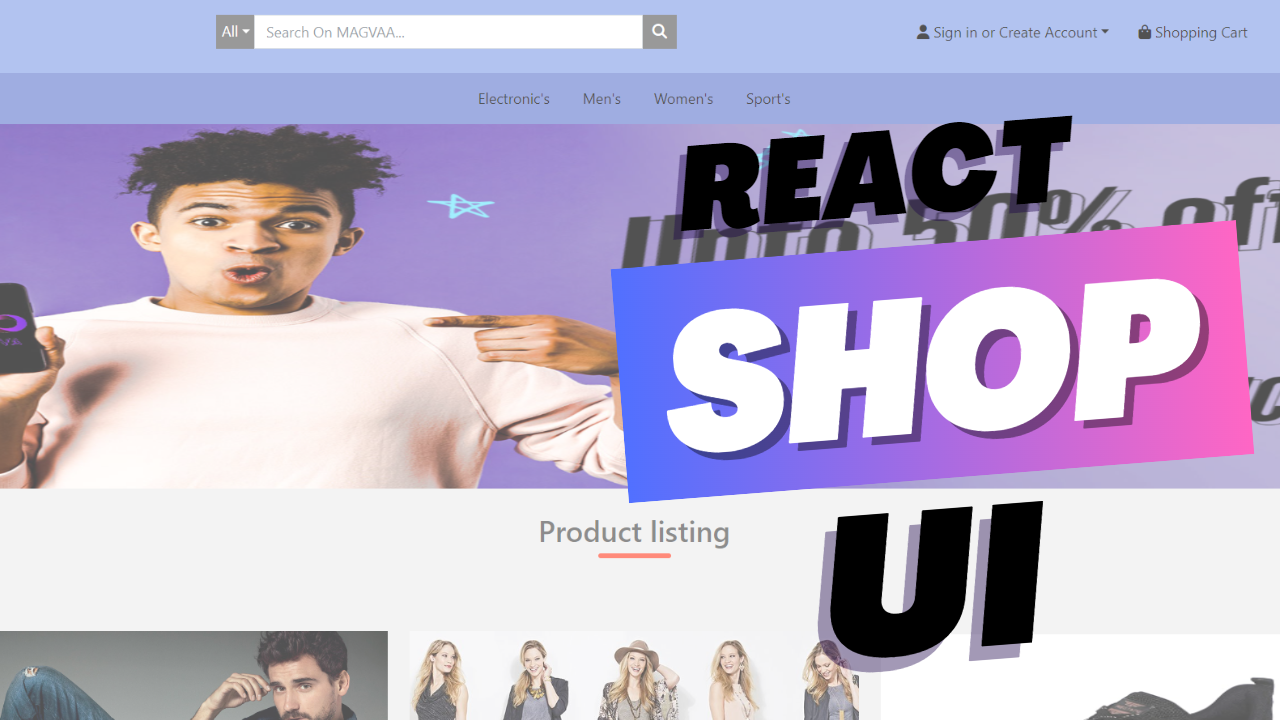 All
Search On MAGVAA...
Sign in or Create Account
Shopping Cart
Electronic's Men's Women's Sport's
REACT
Upto 50% off
SHOP
Product listing
UI